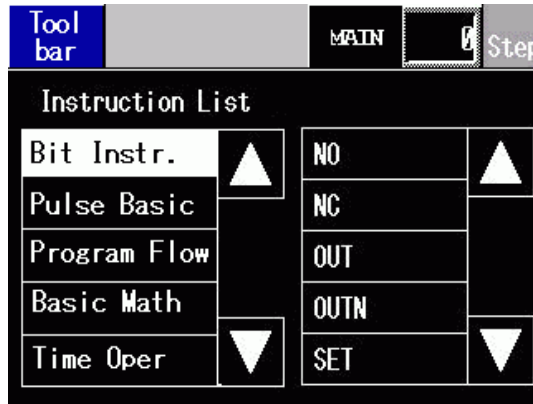 Tool
bar
MAIN
0
Step
Instruction List
Bit Instr.
NO
Pulse Basic
NC
Program Flow
OUT
Basic Math
OUTN
Time Oper
SET